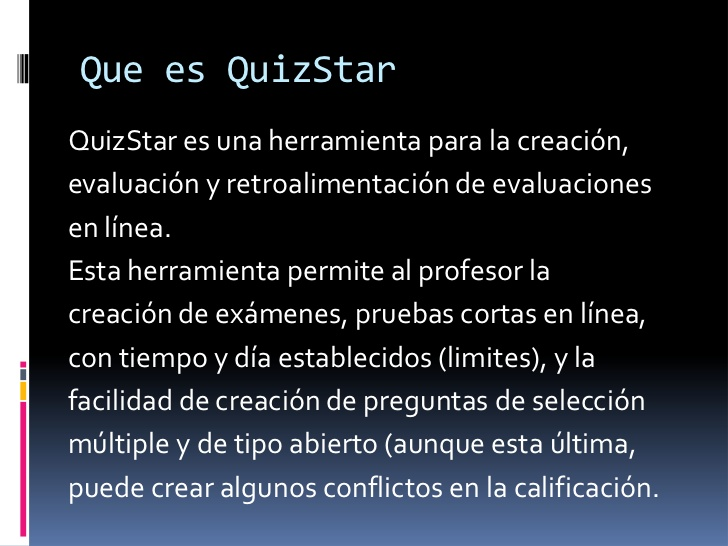 Que es QuizStar
QuizStar es una herramienta para la creación,
evaluación y retroalimentación de evaluaciones
en línea.
Esta herramienta permite al profesor la
creación de exámenes, pruebas cortas en línea,
con tiempo y día establecidos (limites), y la
facilidad de creación de preguntas de selección
múltiple y de tipo abierto (aunque esta última,
puede crear algunos conflictos en la calificación.